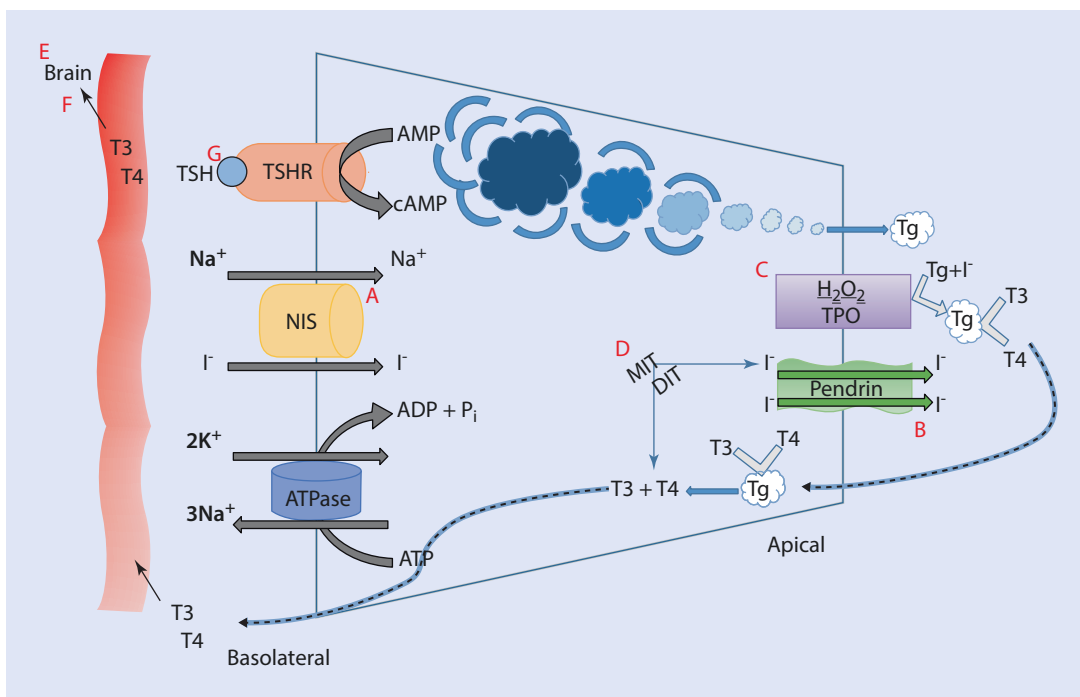 E
Brain
F
T3
T4
G
TSH
TSHR
AMP
cAMP
Tg
Na⁺
Na⁺
A
NIS
I⁻
I⁻
C
H₂O₂
TPO
Tg+I⁻
Tg
T3
T4
D
MIT
DIT
I⁻
I⁻
Pendrin
I⁻
I⁻
B
ADP + Pᵢ
2K⁺
ATPase
3Na⁺
ATP
T3
T4
Tg
T3 + T4
Apical
T3
T4
Basolateral